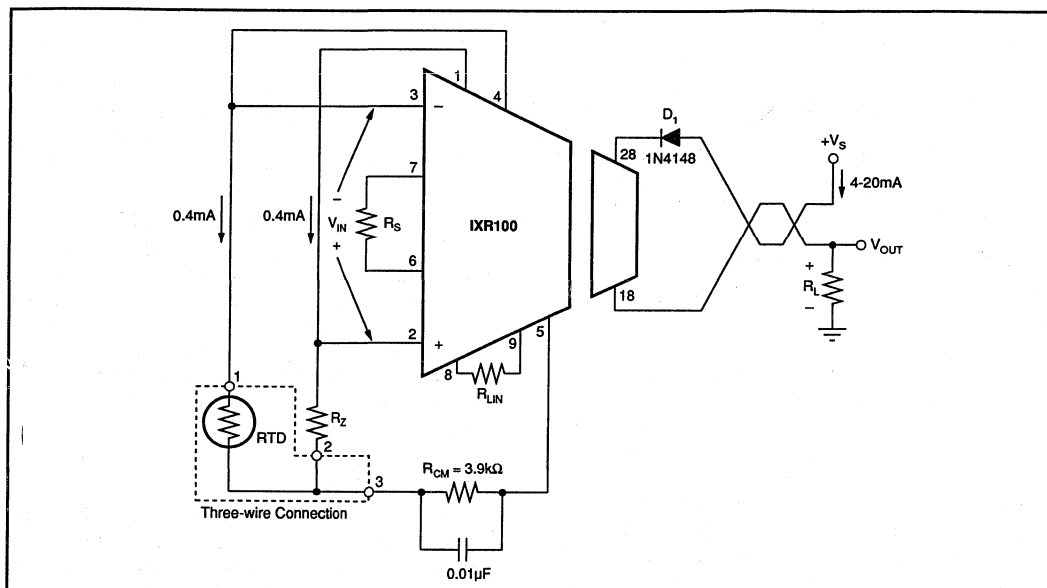 1
4
3
−
7
0.4mA
0.4mA
−
V_IN
+
R_S
IXR100
6
2
+
8
9
5
R_LIN
D_1
1N4148
28
18
+V_S
4-20mA
V_OUT
+
R_L
−
1
RTD
R_Z
2
3
Three-wire Connection
R_CM = 3.9kΩ
0.01µF